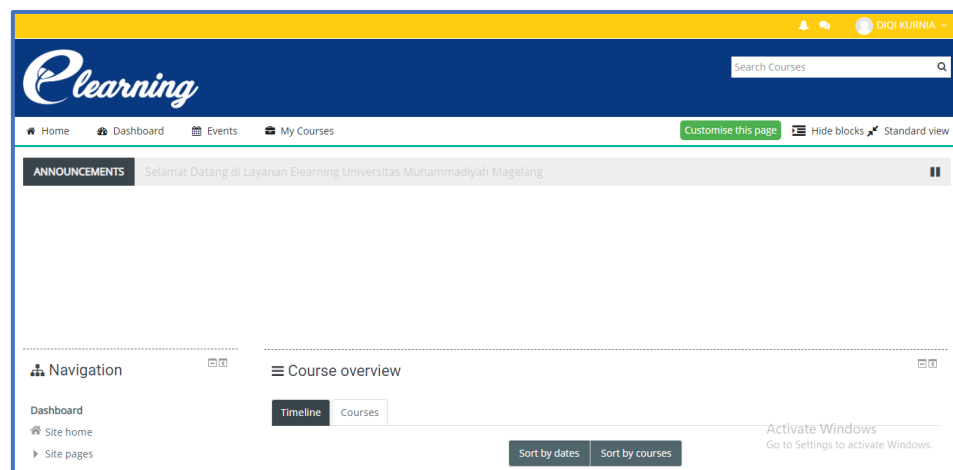 DIQI KURNIA
elearning
Search Courses
Home Dashboard Events My Courses Customise this page Hide blocks Standard view
ANNOUNCEMENTS Selamat Datang di Layanan Elearning Universitas Muhammadiyah Magelang
Navigation
Course overview
Dashboard
Timeline Courses
Site home
Site pages
Sort by dates Sort by courses
Activate Windows
Go to Settings to activate Windows.